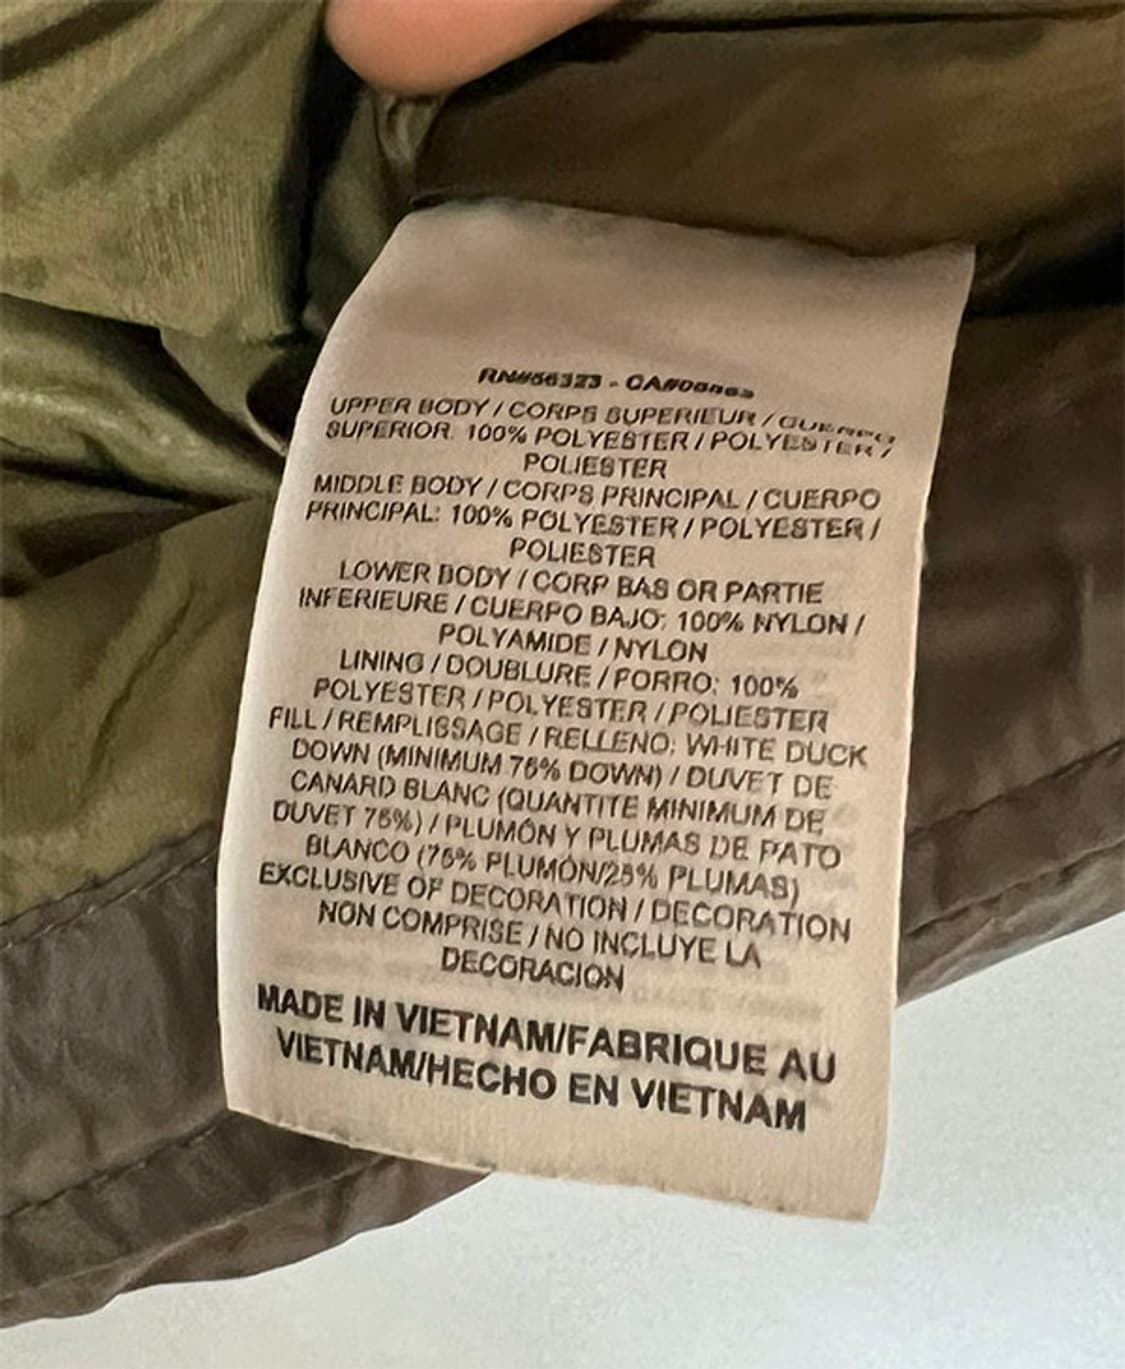 UPPER BODY / CORPS SUPERIEUR / CUERPO
SUPERIOR: 100% POLYESTER / POLYESTER /
POLIESTER
MIDDLE BODY / CORPS PRINCIPAL / CUERPO
PRINCIPAL: 100% POLYESTER / POLYESTER /
POLIESTER
LOWER BODY / CORP BAS OR PARTIE
INFERIEURE / CUERPO BAJO: 100% NYLON /
POLYAMIDE / NYLON
LINING / DOUBLURE / FORRO: 100%
POLYESTER / POLYESTER / POLIESTER
FILL / REMPLISSAGE / RELLENO: WHITE DUCK
DOWN (MINIMUM 75% DOWN) / DUVET DE
CANARD BLANC (QUANTITE MINIMUM DE
DUVET 75%) / PLUMÓN Y PLUMAS DE PATO
BLANCO (75% PLUMÓN/25% PLUMAS)
EXCLUSIVE OF DECORATION / DECORATION
NON COMPRISE / NO INCLUYE LA
DECORACION
MADE IN VIETNAM/FABRIQUE AU
VIETNAM/HECHO EN VIETNAM